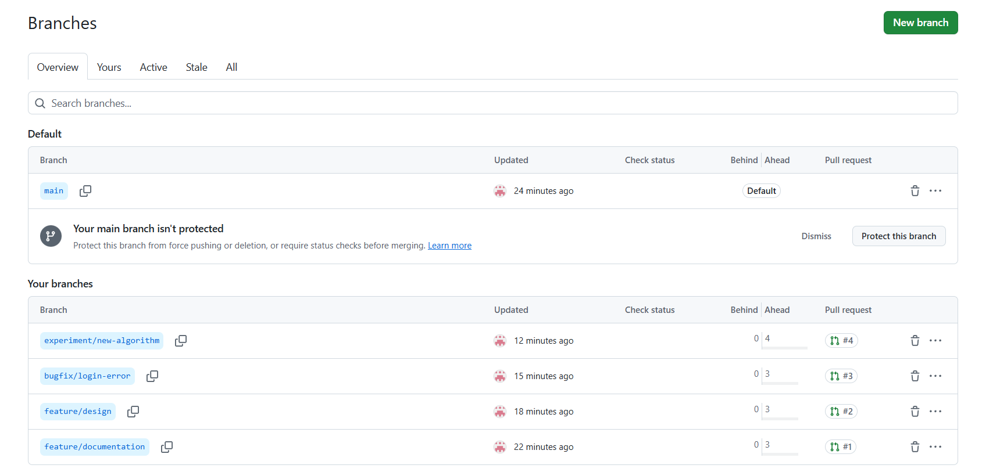 Branches
New branch
Overview Yours Active Stale All
Search branches...
Default
Branch Updated Check status Behind Ahead Pull request
main 24 minutes ago Default
Your main branch isn't protected
Protect this branch from force pushing or deletion, or require status checks before merging. Learn more
Dismiss Protect this branch
Your branches
Branch Updated Check status Behind Ahead Pull request
experiment/new-algorithm 12 minutes ago 0 4 #4
bugfix/login-error 15 minutes ago 0 3 #3
feature/design 18 minutes ago 0 3 #2
feature/documentation 22 minutes ago 0 3 #1